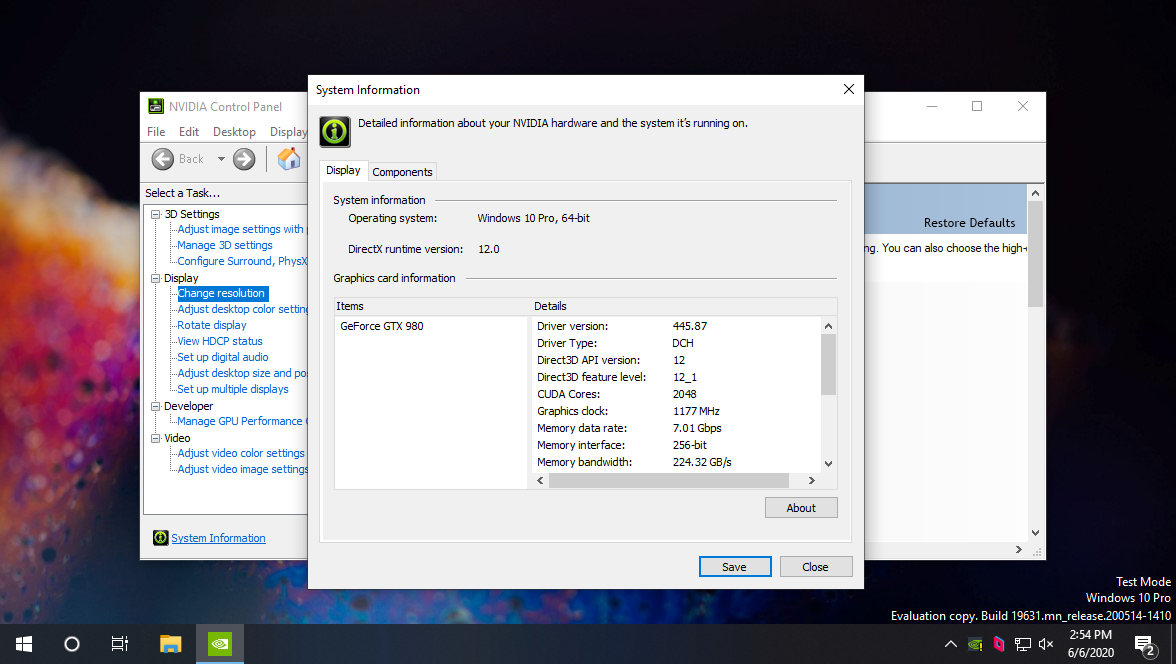 NVIDIA Control Panel
File Edit Desktop Display
Back
Select a Task...
3D Settings
Adjust image settings with
Manage 3D settings
Configure Surround, PhysX
Display
Change resolution
Adjust desktop color setting
Rotate display
View HDCP status
Set up digital audio
Adjust desktop size and pos
Set up multiple displays
Developer
Manage GPU Performance
Video
Adjust video color settings
Adjust video image settings
System Information
System Information
Detailed information about your NVIDIA hardware and the system it's running on.
Display Components
System information
Operating system: Windows 10 Pro, 64-bit
DirectX runtime version: 12.0
Graphics card information
Items Details
GeForce GTX 980
Driver version: 445.87
Driver Type: DCH
Direct3D API version: 12
Direct3D feature level: 12_1
CUDA Cores: 2048
Graphics clock: 1177 MHz
Memory data rate: 7.01 Gbps
Memory interface: 256-bit
Memory bandwidth: 224.32 GB/s
About
Save Close
Restore Defaults
ng. You can also choose the high-
Test Mode
Windows 10 Pro
Evaluation copy. Build 19631.mn_release.200514-1410
2:54 PM
6/6/2020
2